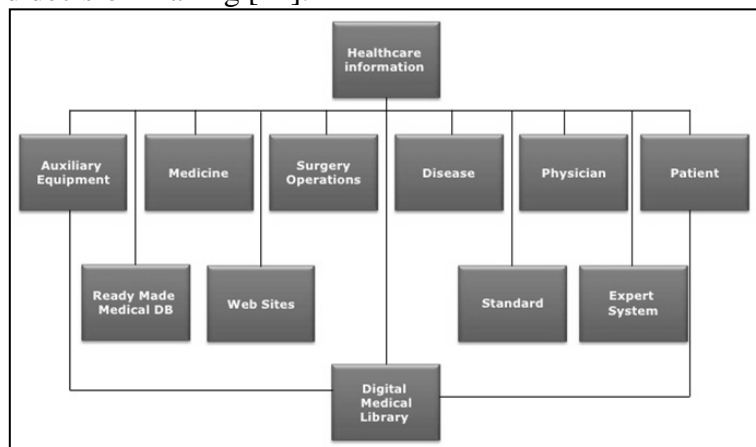 Healthcare
information
Auxiliary
Equipment
Medicine
Surgery
Operations
Disease
Physician
Patient
Ready Made
Medical DB
Web Sites
Standard
Expert
System
Digital
Medical
Library